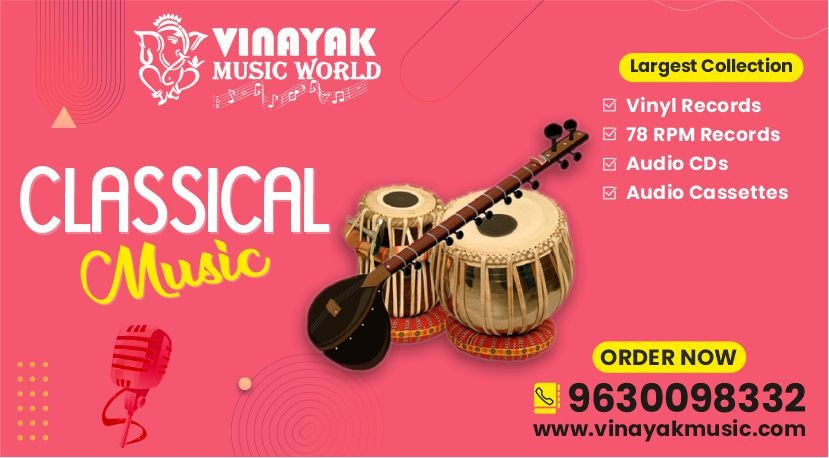 VINAYAK
MUSIC WORLD
CLASSICAL
Music
Largest Collection
Vinyl Records
78 RPM Records
Audio CDs
Audio Cassettes
ORDER NOW
9630098332
www.vinayakmusic.com